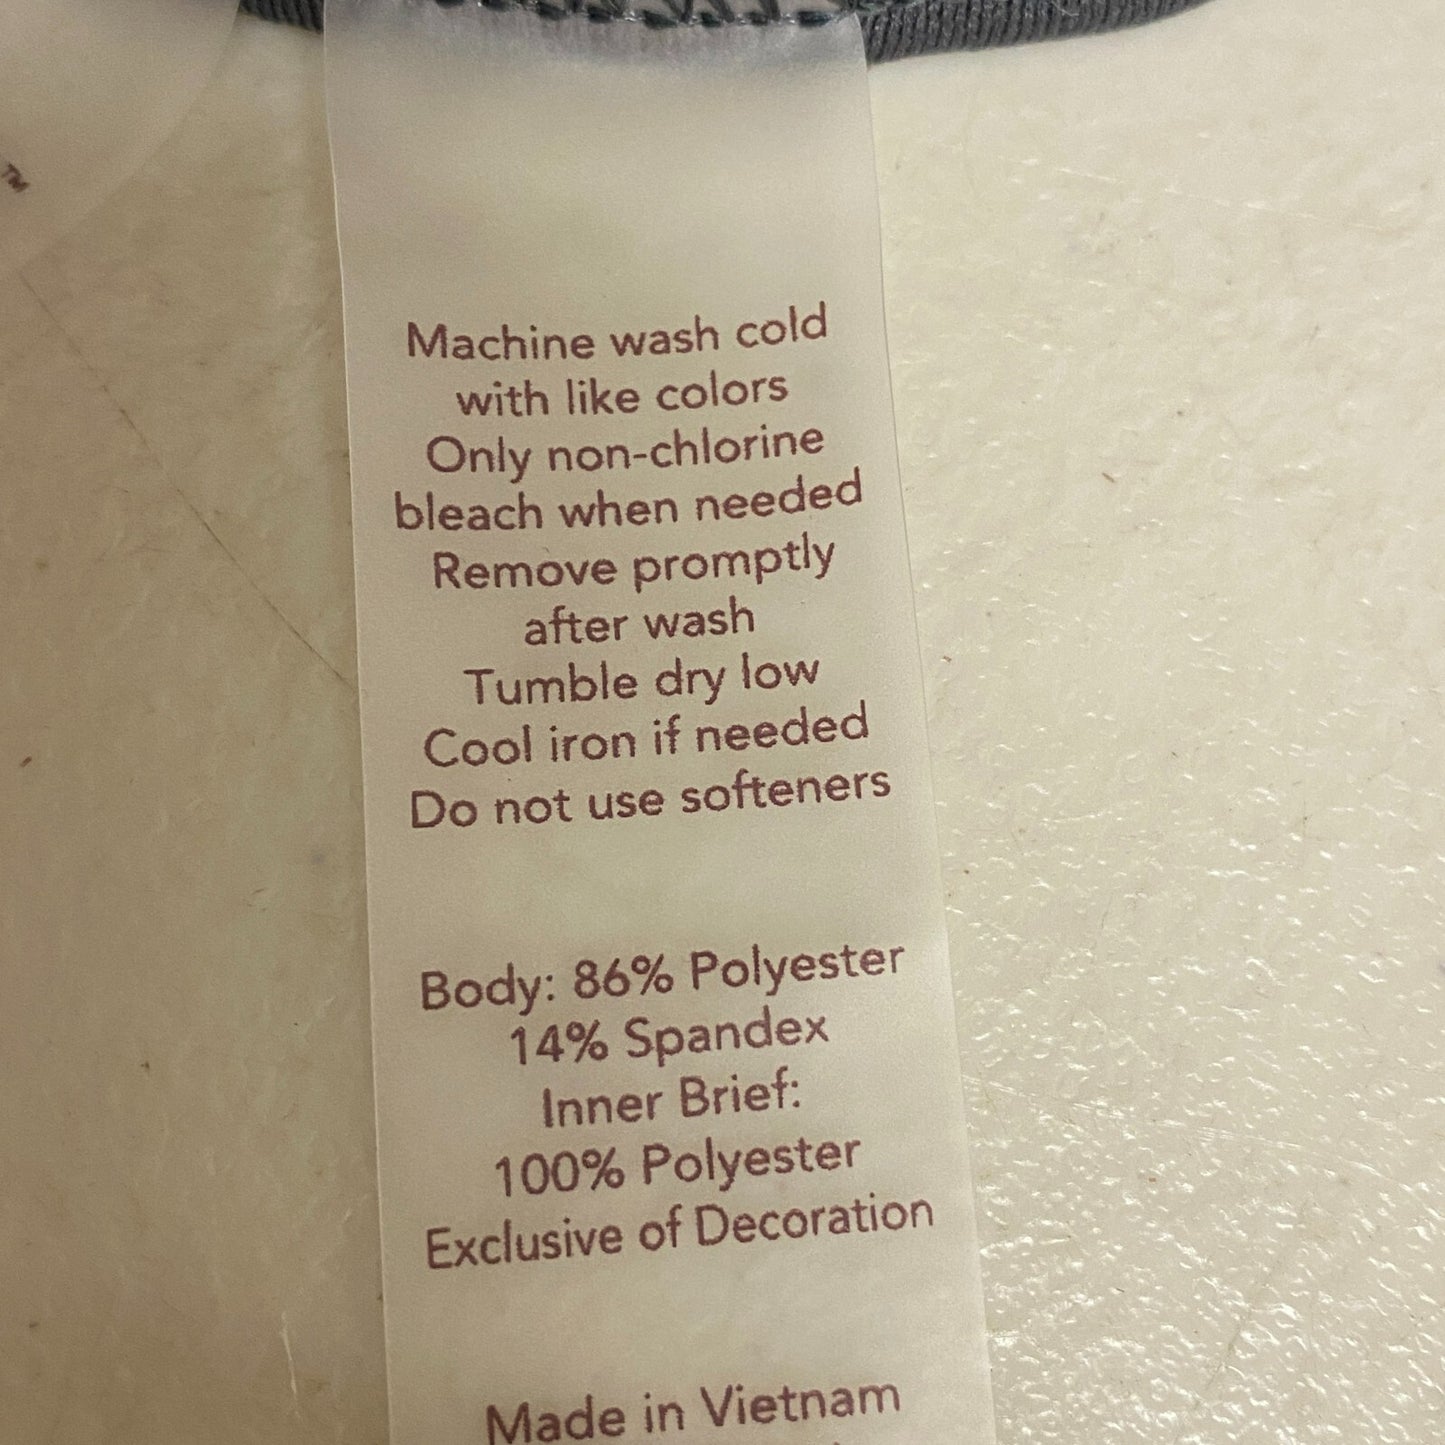 Machine wash cold
with like colors
Only non-chlorine
bleach when needed
Remove promptly
after wash
Tumble dry low
Cool iron if needed
Do not use softeners
Body: 86% Polyester
14% Spandex
Inner Brief:
100% Polyester
Exclusive of Decoration
Made in Vietnam